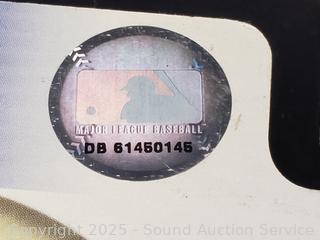 MAJOR LEAGUE BASEBALL
DB 61450145
Copyright 2025 - Sound Auction Service